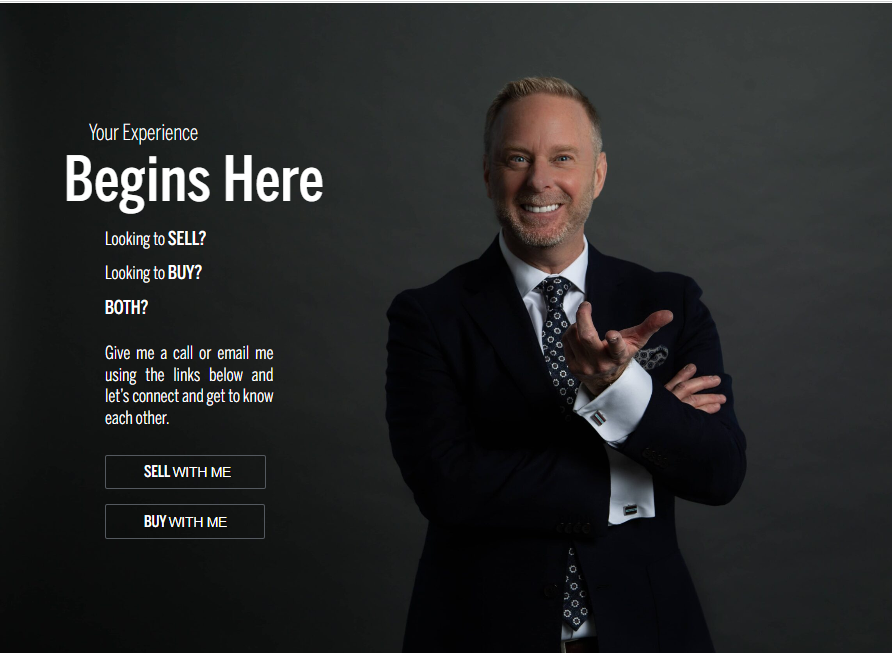 Your Experience
Begins Here
Looking to SELL?
Looking to BUY?
BOTH?
Give me a call or email me
using the links below and
let's connect and get to know
each other.
SELL WITH ME
BUY WITH ME